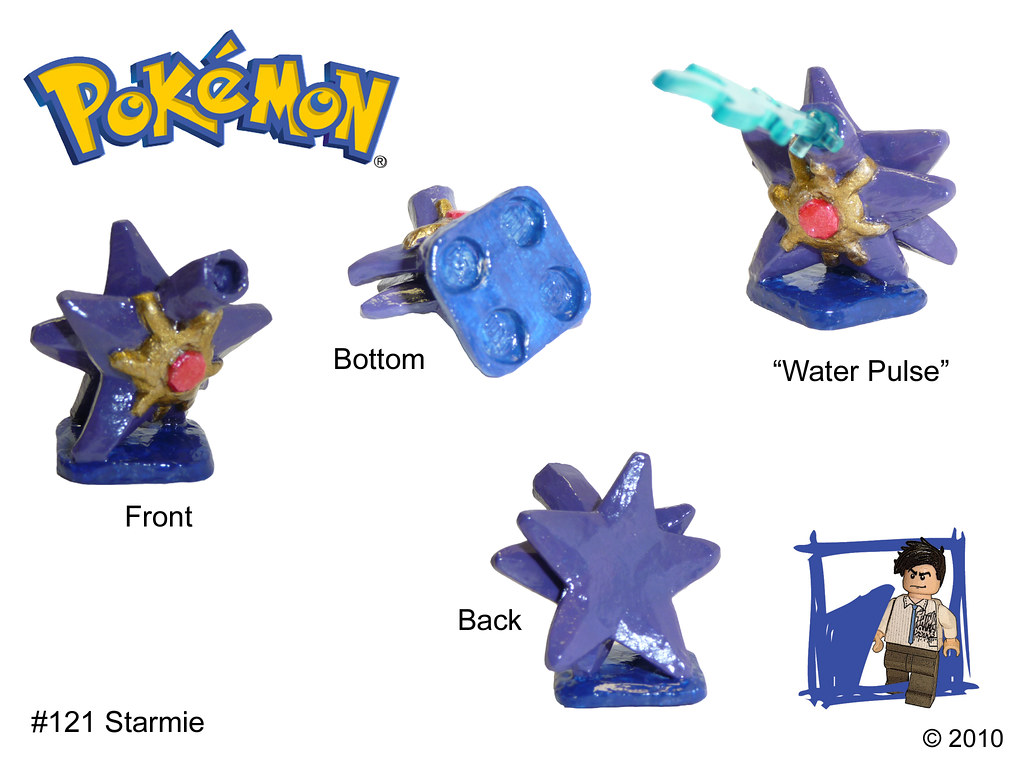 POKéMON®
Bottom
“Water Pulse”
Front
Back
#121 Starmie
© 2010